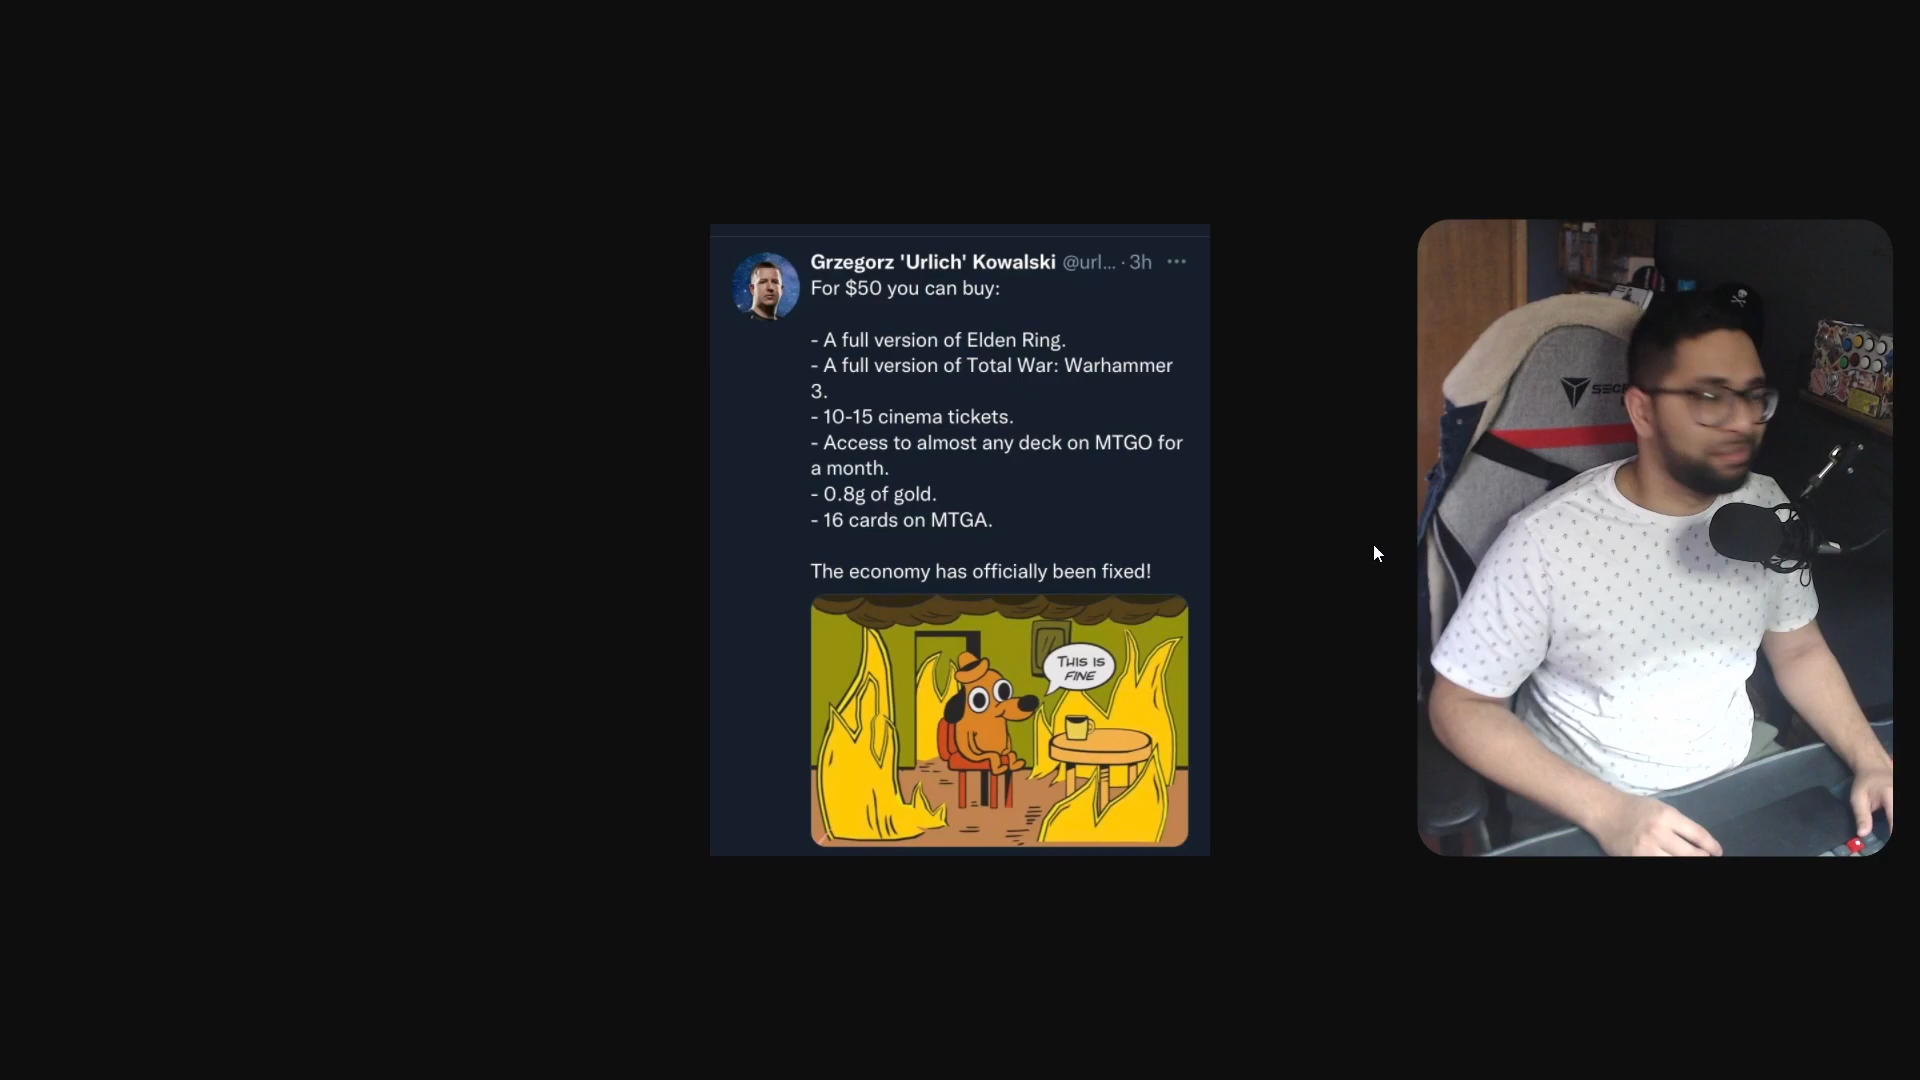 Grzegorz 'Urlich' Kowalski @url... · 3h ···
For $50 you can buy:
- A full version of Elden Ring.
- A full version of Total War: Warhammer
3.
- 10-15 cinema tickets.
- Access to almost any deck on MTGO for
a month.
- 0.8g of gold.
- 16 cards on MTGA.
The economy has officially been fixed!
THIS IS
FINE